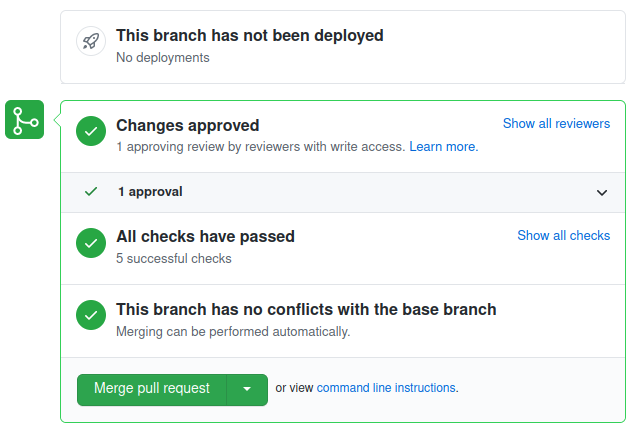 This branch has not been deployed
No deployments
Changes approved
Show all reviewers
1 approving review by reviewers with write access. Learn more.
1 approval
All checks have passed
Show all checks
5 successful checks
This branch has no conflicts with the base branch
Merging can be performed automatically.
Merge pull request
or view command line instructions.